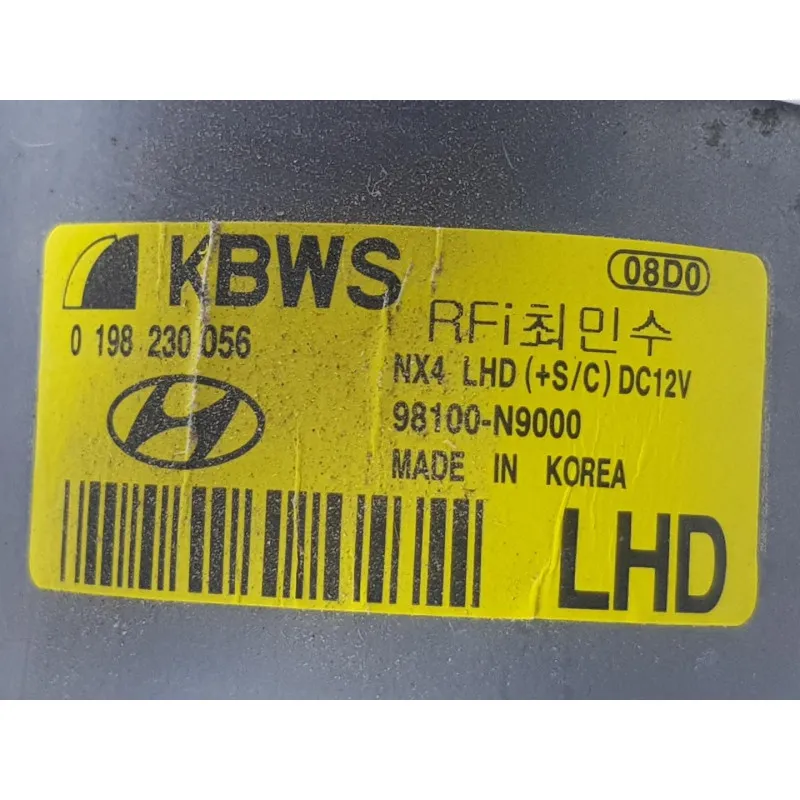 KBWS
08D0
0 198 230 056
RFi최민수
NX4 LHD (+S/C) DC12V
98100-N9000
MADE IN KOREA
LHD